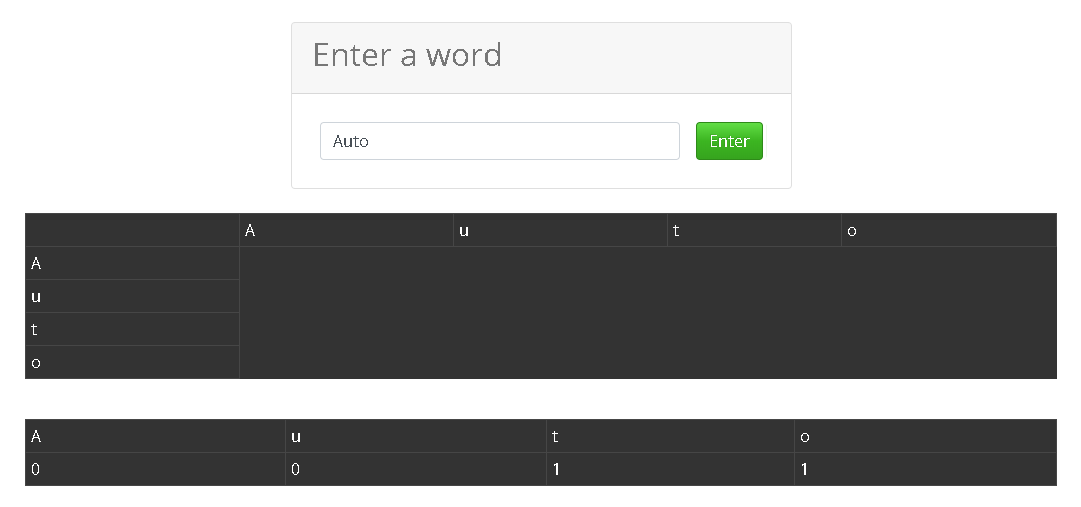 Enter a word
Auto Enter
A u t o
A
u
t
o
A u t o
0 0 1 1